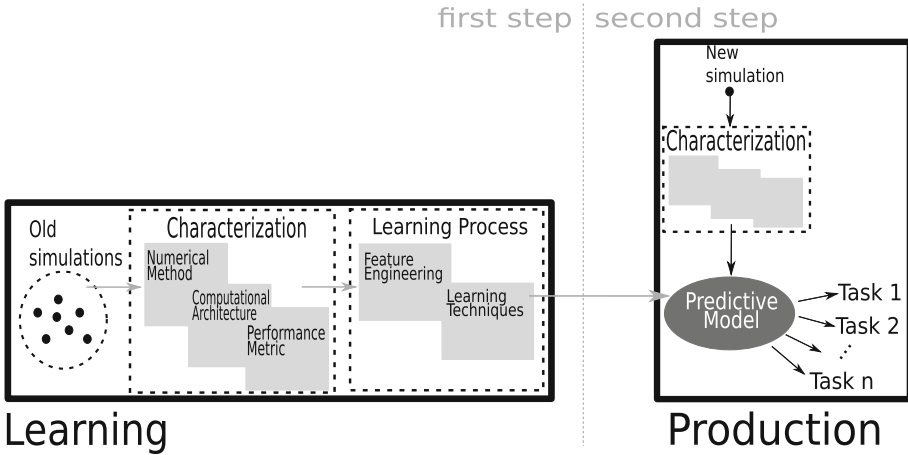 first step
second step
Old
simulations
Characterization
Numerical
Method
Computational
Architecture
Performance
Metric
Learning Process
Feature
Engineering
Learning
Techniques
Learning
New
simulation
Characterization
Predictive
Model
Task 1
Task 2
Task n
Production